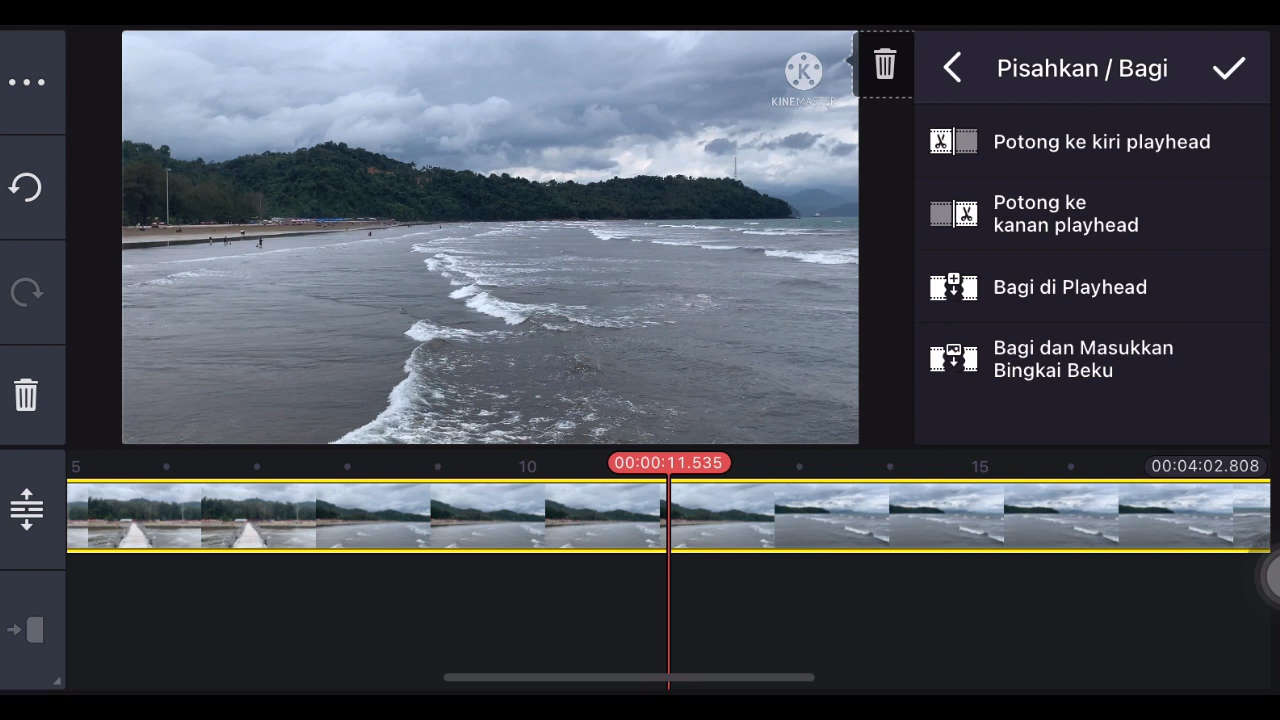 K
KINEMASTER
Pisahkan / Bagi
Potong ke kiri playhead
Potong ke
kanan playhead
Bagi di Playhead
Bagi dan Masukkan
Bingkai Beku
5
10
00:00:11.535
15
00:04:02.808